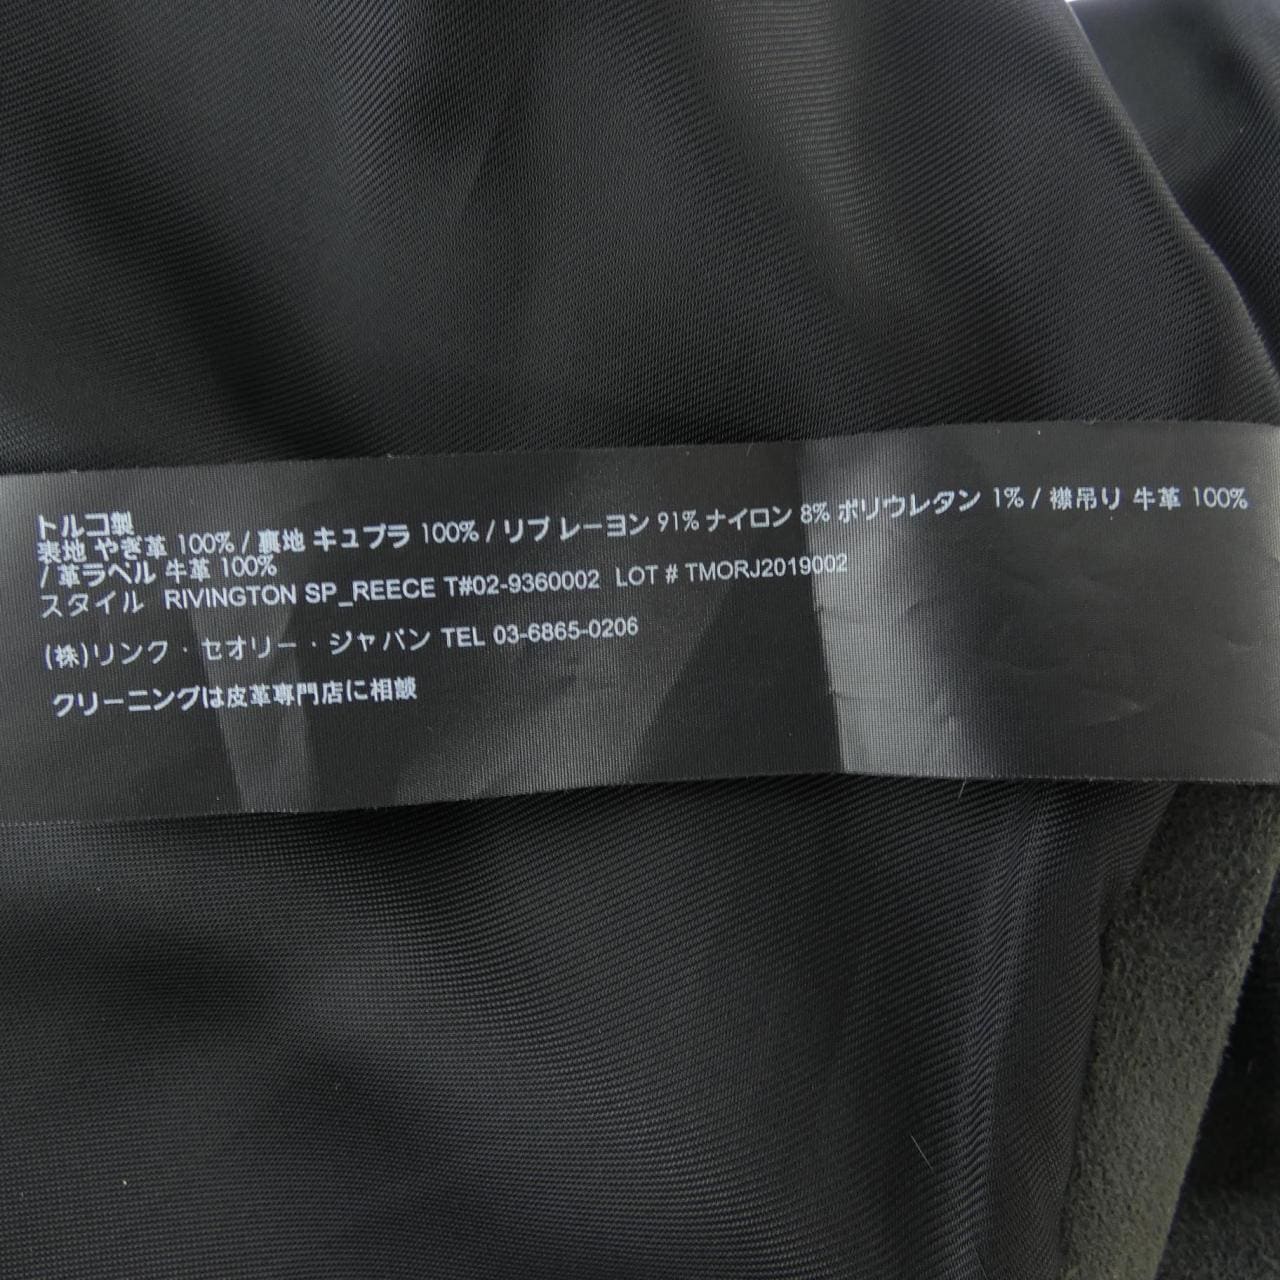 トルコ製
表地 やぎ革 100% / 裏地 キュプラ 100% / リブ レーヨン 91% ナイロン 8% ポリウレタン 1% / 襟吊り 牛革 100%
/ 革ラベル 牛革 100%
スタイル RIVINGTON SP_REECE T#02-9360002 LOT # TMORJ2019002
(株)リンク・セオリー・ジャパン TEL 03-6865-0206
クリーニングは皮革専門店に相談